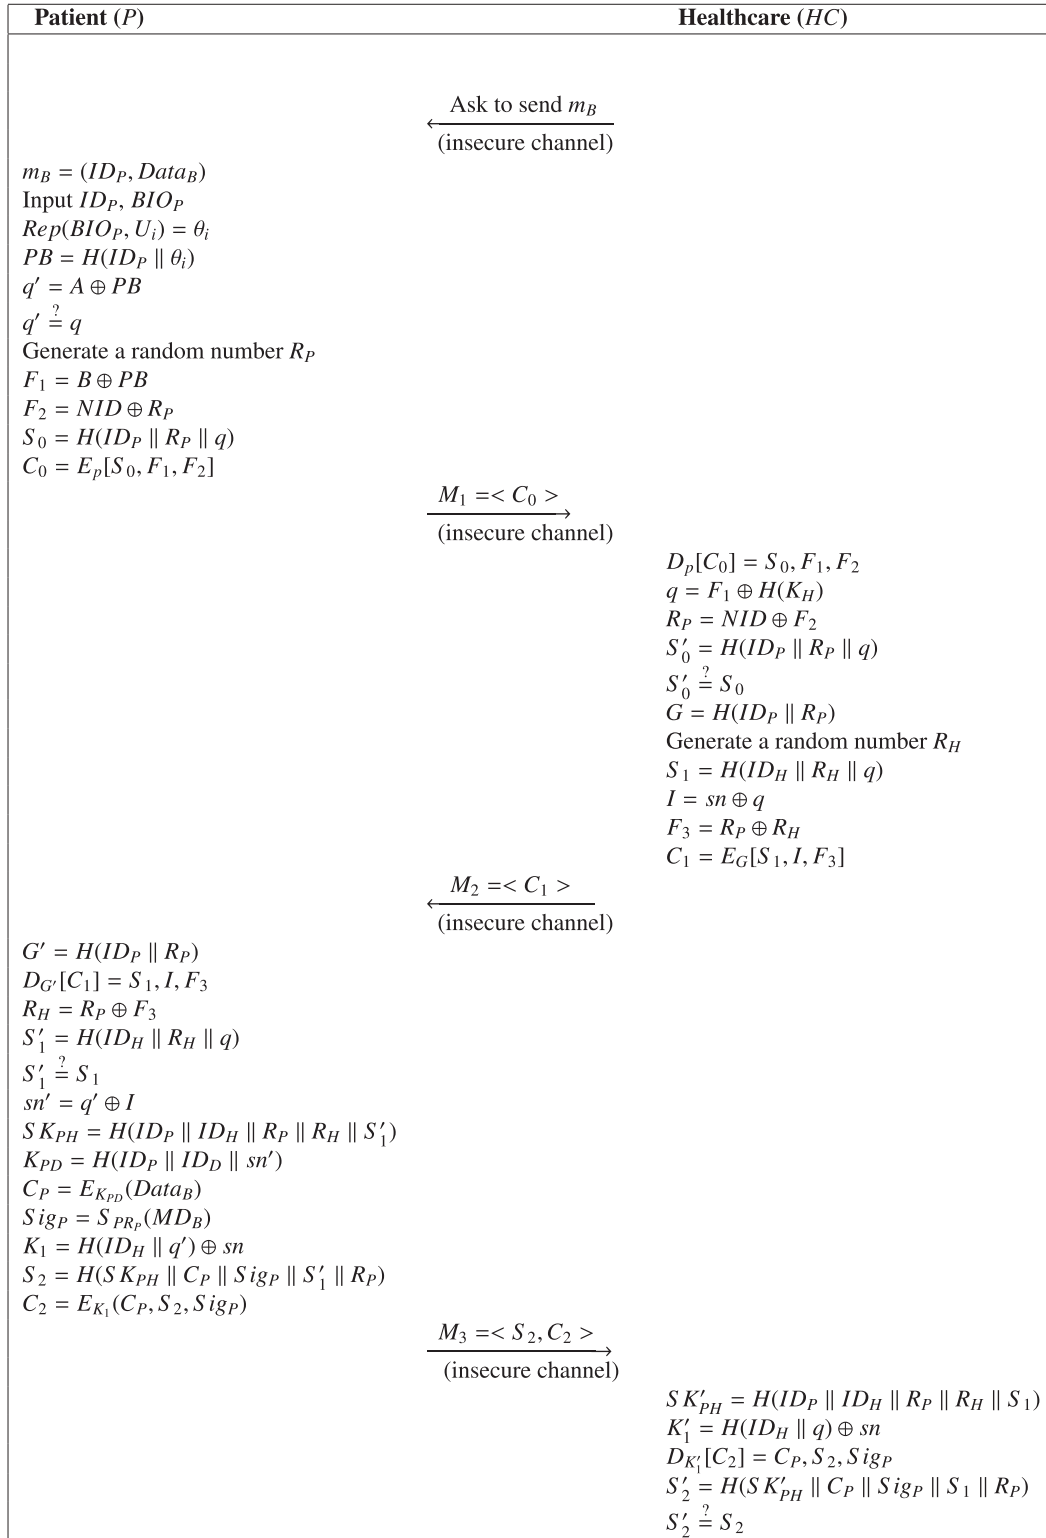 Patient (P) Healthcare (HC)
Ask to send m_B
(insecure channel)
m_B = (ID_P, Data_B)
Input ID_P, BIO_P
Rep(BIO_P, U_i) = θ_i
PB = H(ID_P ∥ θ_i)
q′ = A ⊕ PB
q′ ≟ q
Generate a random number R_P
F_1 = B ⊕ PB
F_2 = NID ⊕ R_P
S_0 = H(ID_P ∥ R_P ∥ q)
C_0 = E_p[S_0, F_1, F_2]
M_1 =< C_0 >
(insecure channel)
D_p[C_0] = S_0, F_1, F_2
q = F_1 ⊕ H(K_H)
R_P = NID ⊕ F_2
S′_0 = H(ID_P ∥ R_P ∥ q)
S′_0 ≟ S_0
G = H(ID_P ∥ R_P)
Generate a random number R_H
S_1 = H(ID_H ∥ R_H ∥ q)
I = sn ⊕ q
F_3 = R_P ⊕ R_H
C_1 = E_G[S_1, I, F_3]
M_2 =< C_1 >
(insecure channel)
G′ = H(ID_P ∥ R_P)
D_G′[C_1] = S_1, I, F_3
R_H = R_P ⊕ F_3
S′_1 = H(ID_H ∥ R_H ∥ q)
S′_1 ≟ S_1
sn′ = q′ ⊕ I
SK_PH = H(ID_P ∥ ID_H ∥ R_P ∥ R_H ∥ S′_1)
K_PD = H(ID_P ∥ ID_D ∥ sn′)
C_P = E_K_PD(Data_B)
Sig_P = S_PR_P(MD_B)
K_1 = H(ID_H ∥ q′) ⊕ sn
S_2 = H(SK_PH ∥ C_P ∥ Sig_P ∥ S′_1 ∥ R_P)
C_2 = E_K_1(C_P, S_2, Sig_P)
M_3 =< S_2, C_2 >
(insecure channel)
SK′_PH = H(ID_P ∥ ID_H ∥ R_P ∥ R_H ∥ S_1)
K′_1 = H(ID_H ∥ q) ⊕ sn
D_K′_1[C_2] = C_P, S_2, Sig_P
S′_2 = H(SK′_PH ∥ C_P ∥ Sig_P ∥ S_1 ∥ R_P)
S′_2 ≟ S_2